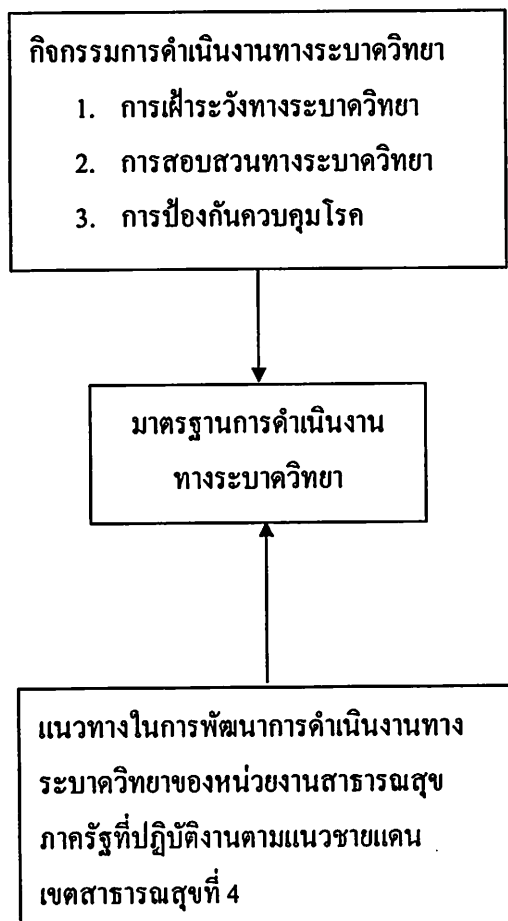 กิจกรรมการดำเนินงานทางระบาดวิทยา
1. การเฝ้าระวังทางระบาดวิทยา
2. การสอบสวนทางระบาดวิทยา
3. การป้องกันควบคุมโรค
มาตรฐานการดำเนินงาน
ทางระบาดวิทยา
แนวทางในการพัฒนาการดำเนินงานทาง
ระบาดวิทยาของหน่วยงานสาธารณสุข
ภาครัฐที่ปฏิบัติงานตามแนวชายแดน
เขตสาธารณสุขที่ 4